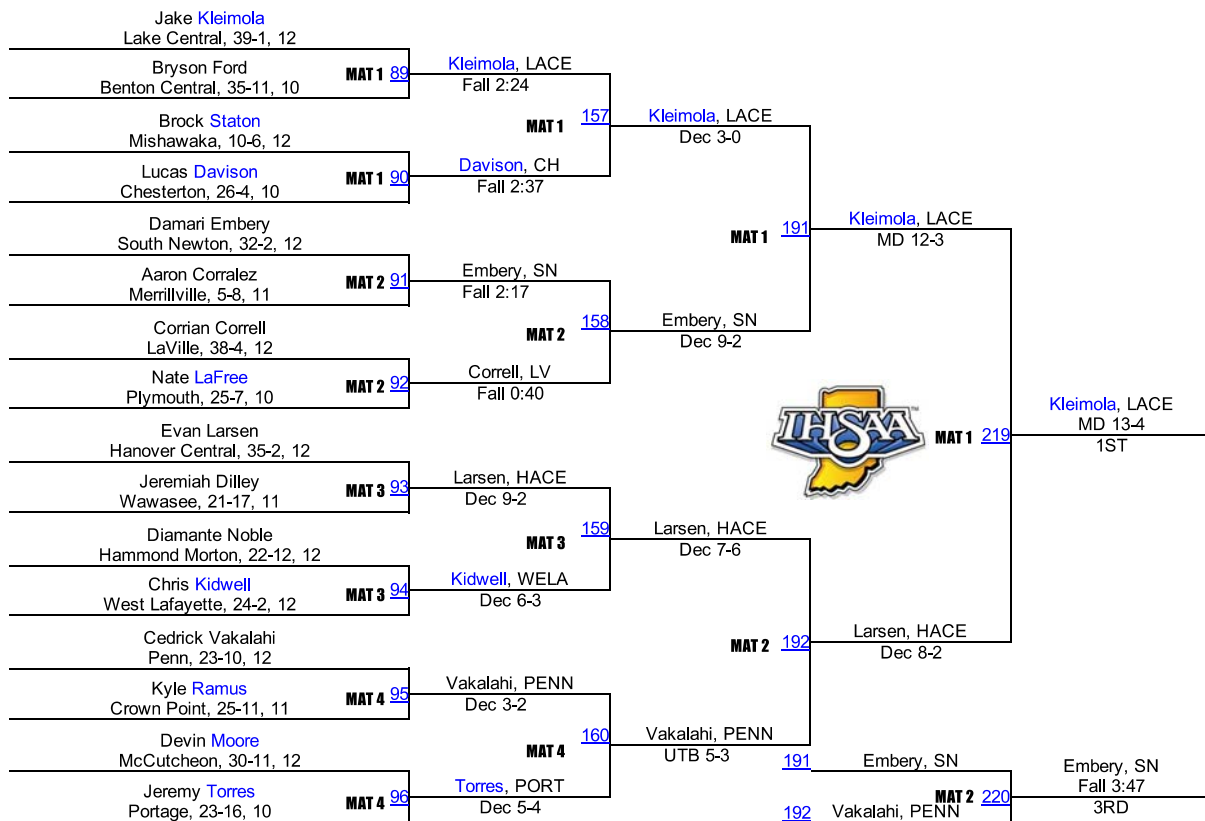 Jake Kleimola
Lake Central, 39-1, 12
Bryson Ford
Benton Central, 35-11, 10
MAT 1 89
Kleimola, LACE
Fall 2:24
Brock Staton
Mishawaka, 10-6, 12
Lucas Davison
Chesterton, 26-4, 10
MAT 1 90
Davison, CH
Fall 2:37
MAT 1 157
Kleimola, LACE
Dec 3-0
Damari Embery
South Newton, 32-2, 12
Aaron Corralez
Merrillville, 5-8, 11
MAT 2 91
Embery, SN
Fall 2:17
Corrian Correll
LaVille, 38-4, 12
Nate LaFree
Plymouth, 25-7, 10
MAT 2 92
Correll, LV
Fall 0:40
MAT 2 158
Embery, SN
Dec 9-2
MAT 1 191
Kleimola, LACE
MD 12-3
Evan Larsen
Hanover Central, 35-2, 12
Jeremiah Dilley
Wawasee, 21-17, 11
MAT 3 93
Larsen, HACE
Dec 9-2
Diamante Noble
Hammond Morton, 22-12, 12
Chris Kidwell
West Lafayette, 24-2, 12
MAT 3 94
Kidwell, WELA
Dec 6-3
MAT 3 159
Larsen, HACE
Dec 7-6
Cedrick Vakalahi
Penn, 23-10, 12
Kyle Ramus
Crown Point, 25-11, 11
MAT 4 95
Vakalahi, PENN
Dec 3-2
Devin Moore
McCutcheon, 30-11, 12
Jeremy Torres
Portage, 23-16, 10
MAT 4 96
Torres, PORT
Dec 5-4
MAT 4 160
Vakalahi, PENN
UTB 5-3
MAT 2 192
Larsen, HACE
Dec 8-2
IHSAA
TM
MAT 1 219
Kleimola, LACE
MD 13-4
1ST
191 Embery, SN
192 Vakalahi, PENN
MAT 2 220
Embery, SN
Fall 3:47
3RD